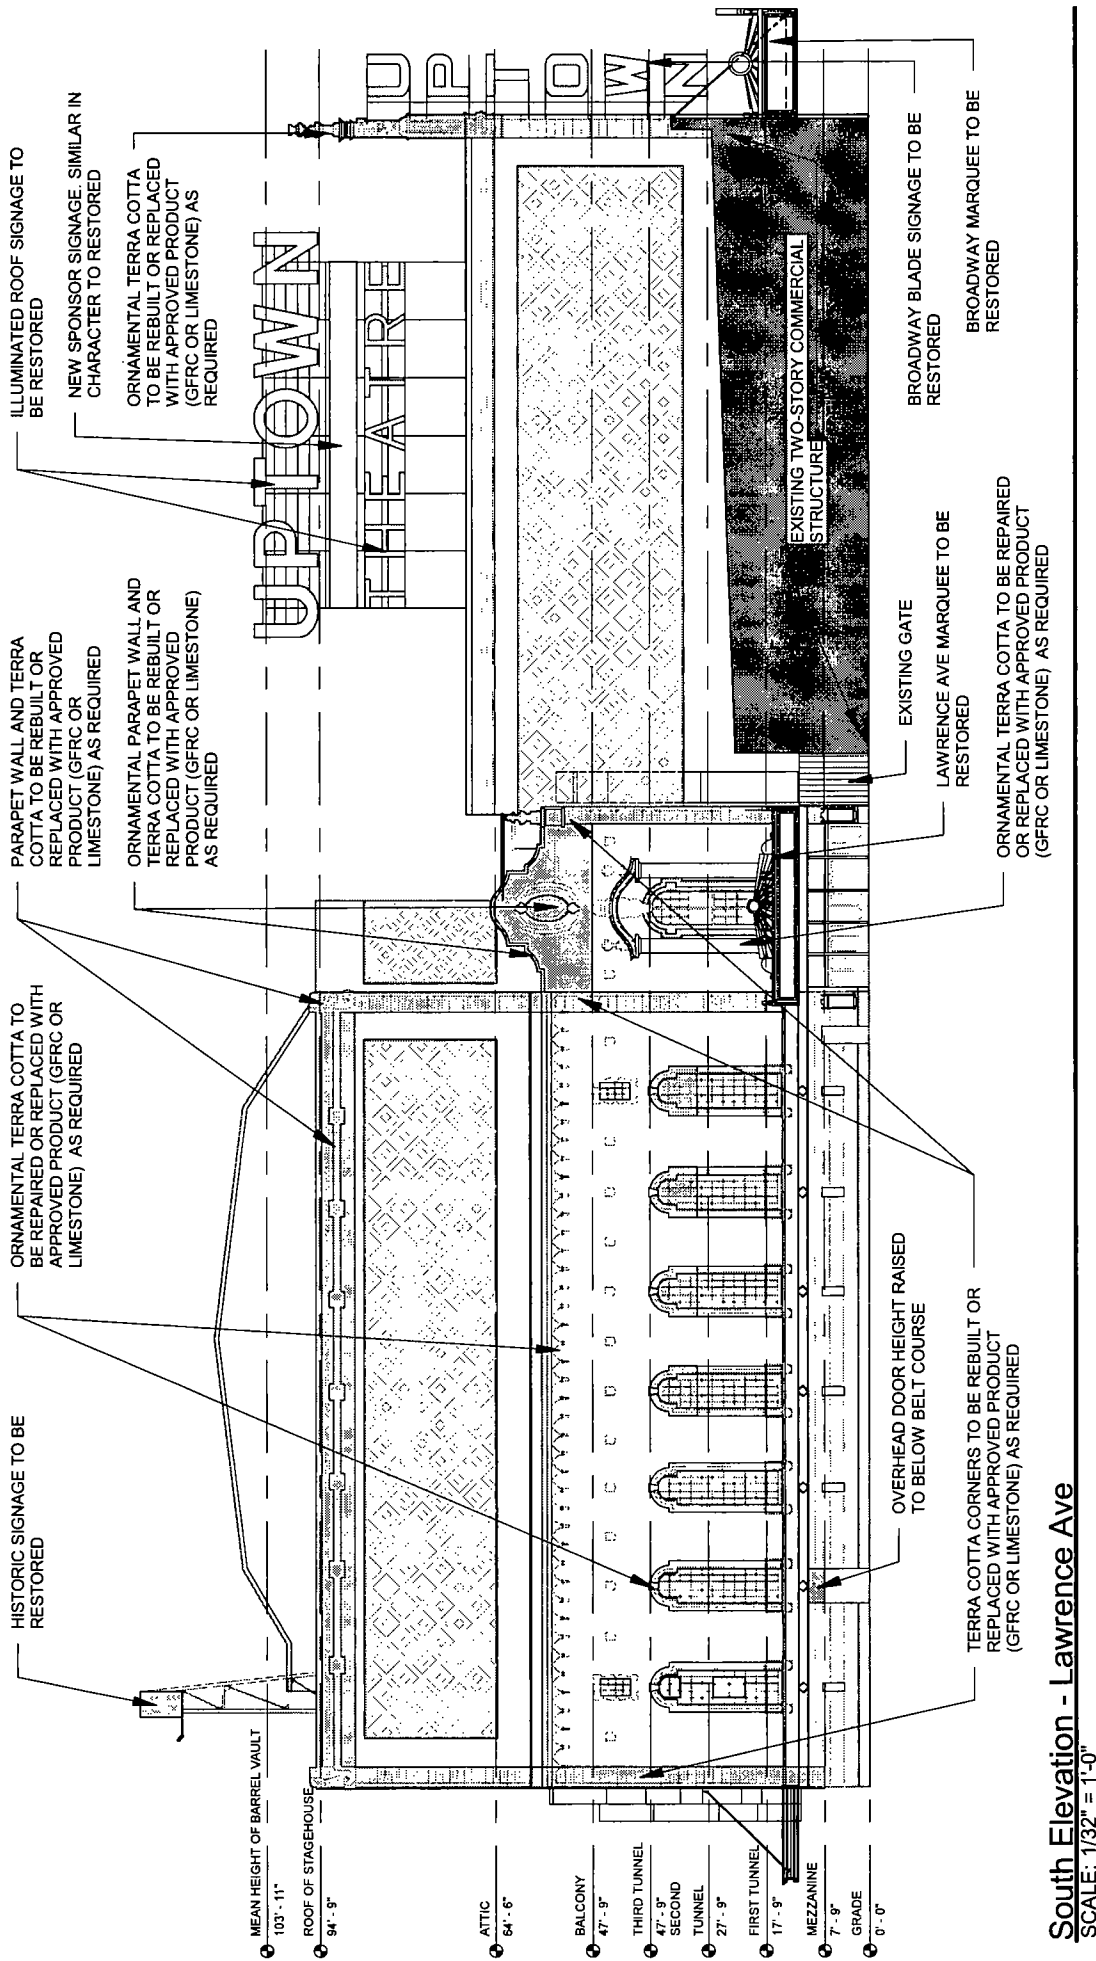 HISTORIC SIGNAGE TO BE
RESTORED
ORNAMENTAL TERRA COTTA TO
BE REPAIRED OR REPLACED WITH
APPROVED PRODUCT (GFRC OR
LIMESTONE) AS REQUIRED
PARAPET WALL AND TERRA
COTTA TO BE REBUILT OR
REPLACED WITH APPROVED
PRODUCT (GFRC OR
LIMESTONE) AS REQUIRED
ORNAMENTAL PARAPET WALL AND
TERRA COTTA TO BE REBUILT OR
REPLACED WITH APPROVED
PRODUCT (GFRC OR LIMESTONE)
AS REQUIRED
ILLUMINATED ROOF SIGNAGE TO
BE RESTORED
NEW SPONSOR SIGNAGE. SIMILAR IN
CHARACTER TO RESTORED
ORNAMENTAL TERRA COTTA
TO BE REBUILT OR REPLACED
WITH APPROVED PRODUCT
(GFRC OR LIMESTONE) AS
REQUIRED
UPTOWN
THEATRE
UPTOWN
MEAN HEIGHT OF BARREL VAULT
103' - 11"
ROOF OF STAGEHOUSE
94' - 9"
ATTIC
64' - 6"
BALCONY
47' - 9"
THIRD TUNNEL
47' - 9"
SECOND
TUNNEL
27' - 9"
FIRST TUNNEL
17' - 9"
MEZZANINE
7' - 9"
GRADE
0' - 0"
EXISTING TWO-STORY COMMERCIAL
STRUCTURE
OVERHEAD DOOR HEIGHT RAISED
TO BELOW BELT COURSE
TERRA COTTA CORNERS TO BE REBUILT OR
REPLACED WITH APPROVED PRODUCT
(GFRC OR LIMESTONE) AS REQUIRED
EXISTING GATE
LAWRENCE AVE MARQUEE TO BE
RESTORED
ORNAMENTAL TERRA COTTA TO BE REPAIRED
OR REPLACED WITH APPROVED PRODUCT
(GFRC OR LIMESTONE) AS REQUIRED
BROADWAY BLADE SIGNAGE TO BE
RESTORED
BROADWAY MARQUEE TO BE
RESTORED
South Elevation - Lawrence Ave
SCALE: 1/32" = 1'-0"